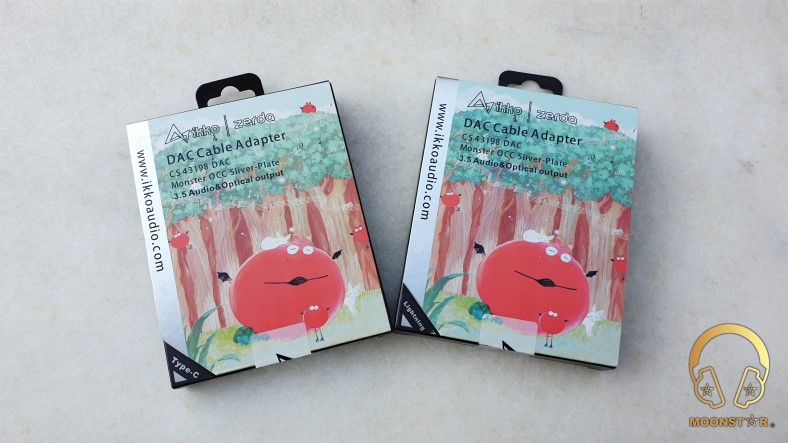 ikko | zerda
DAC Cable Adapter
CS43198 DAC
Monster OCC Sliver-Plate
3.5 Audio&Optical output
www.ikkoaudio.com
Type-C
ikko | zerda
DAC Cable Adapter
CS43198 DAC
Monster OCC Sliver-Plate
3.5 Audio&Optical output
www.ikkoaudio.com
Lightning
MOONST★R®